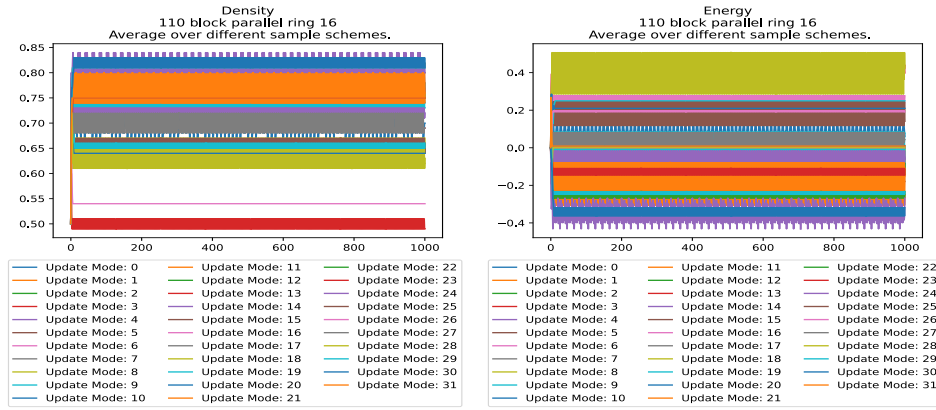 Density
110 block parallel ring 16
Average over different sample schemes.
0.85
0.80
0.75
0.70
0.65
0.60
0.55
0.50
0
200
400
600
800
1000
Update Mode: 0
Update Mode: 1
Update Mode: 2
Update Mode: 3
Update Mode: 4
Update Mode: 5
Update Mode: 6
Update Mode: 7
Update Mode: 8
Update Mode: 9
Update Mode: 10
Update Mode: 11
Update Mode: 12
Update Mode: 13
Update Mode: 14
Update Mode: 15
Update Mode: 16
Update Mode: 17
Update Mode: 18
Update Mode: 19
Update Mode: 20
Update Mode: 21
Update Mode: 22
Update Mode: 23
Update Mode: 24
Update Mode: 25
Update Mode: 26
Update Mode: 27
Update Mode: 28
Update Mode: 29
Update Mode: 30
Update Mode: 31
Energy
110 block parallel ring 16
Average over different sample schemes.
0.4
0.2
0.0
−0.2
−0.4
0
200
400
600
800
1000
Update Mode: 0
Update Mode: 1
Update Mode: 2
Update Mode: 3
Update Mode: 4
Update Mode: 5
Update Mode: 6
Update Mode: 7
Update Mode: 8
Update Mode: 9
Update Mode: 10
Update Mode: 11
Update Mode: 12
Update Mode: 13
Update Mode: 14
Update Mode: 15
Update Mode: 16
Update Mode: 17
Update Mode: 18
Update Mode: 19
Update Mode: 20
Update Mode: 21
Update Mode: 22
Update Mode: 23
Update Mode: 24
Update Mode: 25
Update Mode: 26
Update Mode: 27
Update Mode: 28
Update Mode: 29
Update Mode: 30
Update Mode: 31